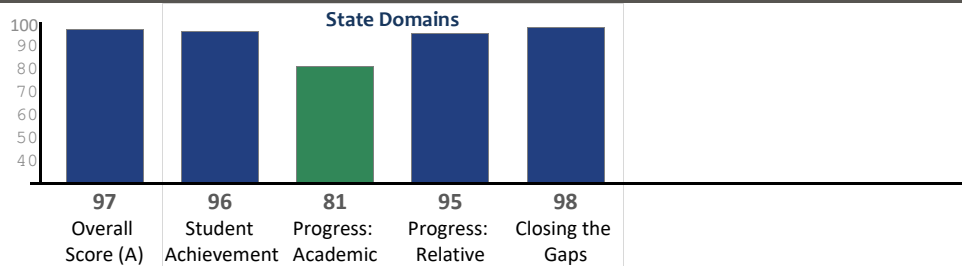 State Domains
100
90
80
70
60
50
40
97 96 81 95 98
Overall Student Progress: Progress: Closing the
Score (A) Achievement Academic Relative Gaps